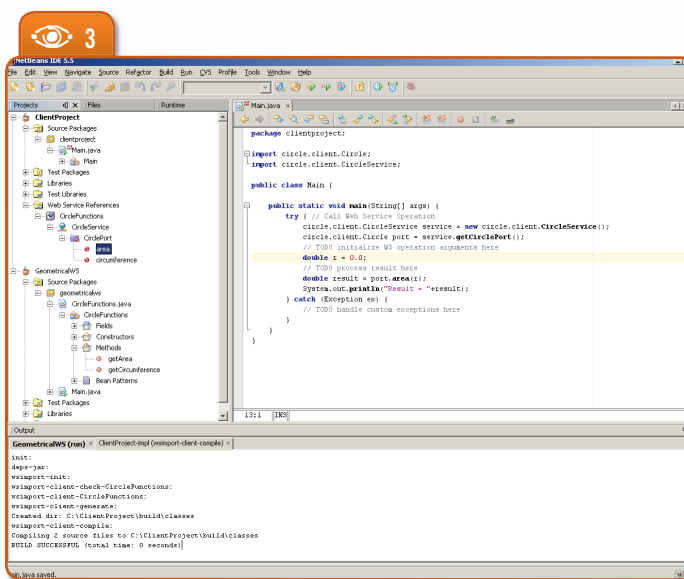 3
NetBeans IDE 5.5
File Edit View Navigate Source Refactor Build Run CVS Profile Tools Window Help
Projects Files Runtime
ClientProject
Source Packages
clientproject
Main.java
Main
Test Packages
Libraries
Test Libraries
Web Service References
CircleFunctions
CircleService
CirclePort
area
circumference
GeometricalWS
Source Packages
geometricalws
CircleFunctions.java
CircleFunctions
Fields
Constructors
Methods
getArea
getCircumference
Bean Patterns
Main.java
Test Packages
Libraries
Main.java
package clientproject;
import circle.client.Circle;
import circle.client.CircleService;
public class Main {
public static void main(String[] args) {
try { // Call Web Service Operation
circle.client.CircleService service = new circle.client.CircleService();
circle.client.Circle port = service.getCirclePort();
// TODO initialize WS operation arguments here
double r = 0.0;
// TODO process result here
double result = port.area(r);
System.out.println("Result = "+result);
} catch (Exception ex) {
// TODO handle custom exceptions here
}
}
}
13:1 INS
Output
GeometricalWS (run) × ClientProject-impl (wsimport-client-compile) ×
init:
deps-jar:
wsimport-init:
wsimport-client-check-CircleFunctions:
wsimport-client-CircleFunctions:
wsimport-client-generate:
Created dir: C:\ClientProject\build\classes
wsimport-client-compile:
Compiling 2 source files to C:\ClientProject\build\classes
BUILD SUCCESSFUL (total time: 0 seconds)
Main.java saved.